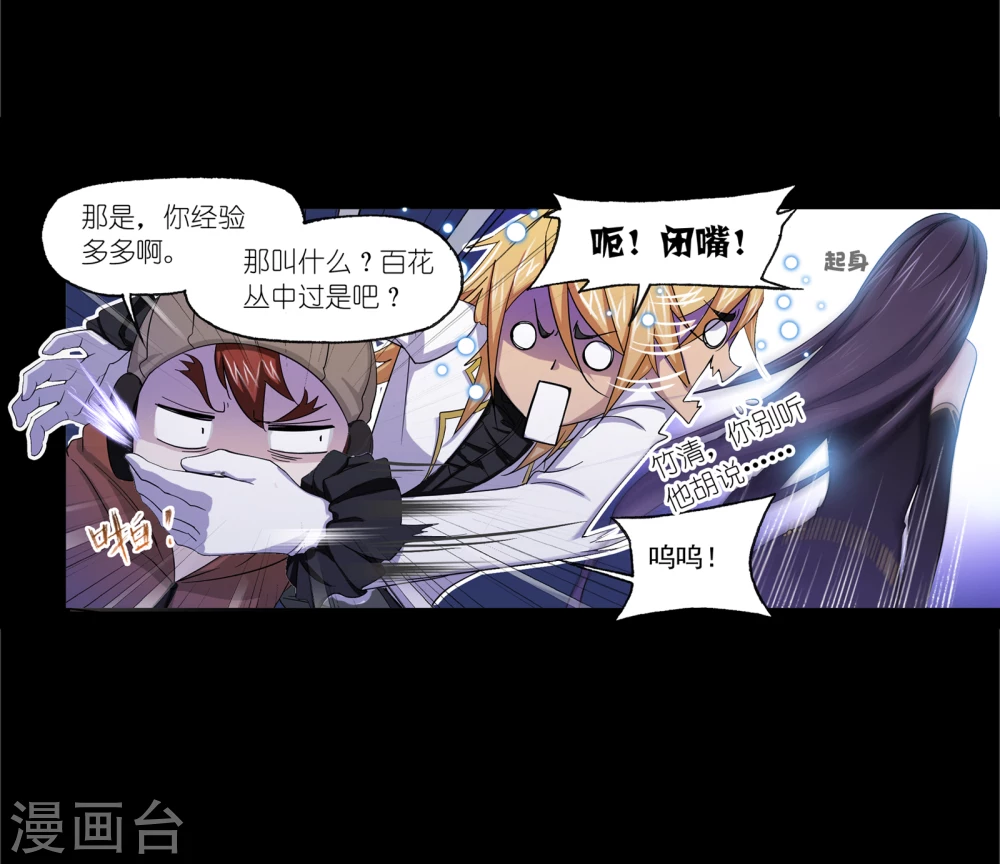 那是，你经验
多多啊。
那叫什么？百花
丛中过是吧？
呃！闭嘴！
起身
竹清，你别听
他胡说……
啪！
呜呜！
漫画台